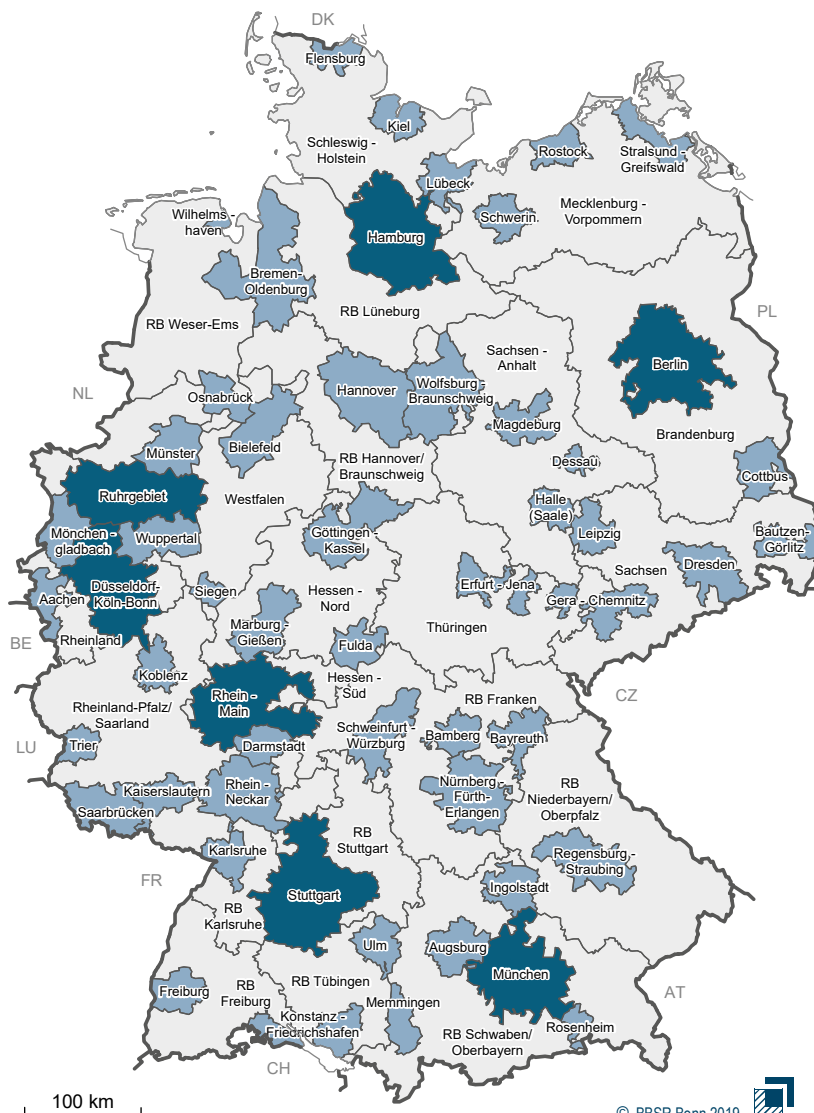 DK
Flensburg
Kiel
Schleswig -
Holstein
Rostock
Stralsund -
Greifswald
Lübeck
Mecklenburg -
Vorpommern
Schwerin
Wilhelms -
haven
Hamburg
Bremen-
Oldenburg
RB Lüneburg
PL
RB Weser-Ems
Sachsen -
Anhalt
Berlin
NL
Osnabrück
Hannover
Wolfsburg -
Braunschweig
Magdeburg
Brandenburg
Münster
Bielefeld
RB Hannover/
Braunschweig
Dessau
Cottbus
Ruhrgebiet
Westfalen
Halle
(Saale)
Leipzig
Mönchen -
gladbach
Wuppertal
Göttingen -
Kassel
Bautzen-
Görlitz
Sachsen
Dresden
Düsseldorf-
Köln-Bonn
Aachen
Siegen
Hessen -
Nord
Erfurt - Jena
Gera - Chemnitz
BE
Rheinland
Marburg -
Gießen
Thüringen
Fulda
Koblenz
Hessen -
Süd
CZ
Rhein -
Main
RB Franken
Rheinland-Pfalz/
Saarland
Schweinfurt -
Würzburg
Bamberg
Bayreuth
LU
Trier
Darmstadt
Kaiserslautern
Rhein -
Neckar
Nürnberg -
Fürth-
Erlangen
RB
Niederbayern/
Oberpfalz
Saarbrücken
RB
Stuttgart
Karlsruhe
Regensburg -
Straubing
FR
Stuttgart
Ingolstadt
RB
Karlsruhe
Ulm
Augsburg
München
Freiburg
RB
Freiburg
RB Tübingen
AT
Memmingen
Konstanz -
Friedrichshafen
Rosenheim
RB Schwaben/
Oberbayern
CH
100 km
© BBSR Bonn 2019